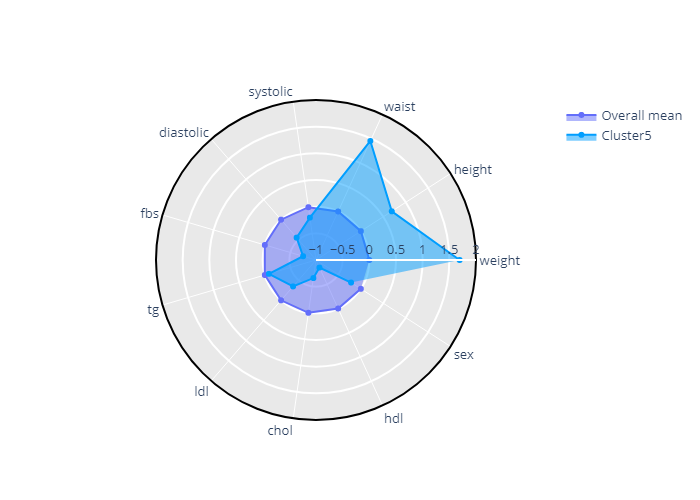 systolic
waist
diastolic
height
fbs
−1 −0.5 0 0.5 1 1.5 2
weight
tg
sex
ldl
hdl
chol
Overall mean
Cluster5